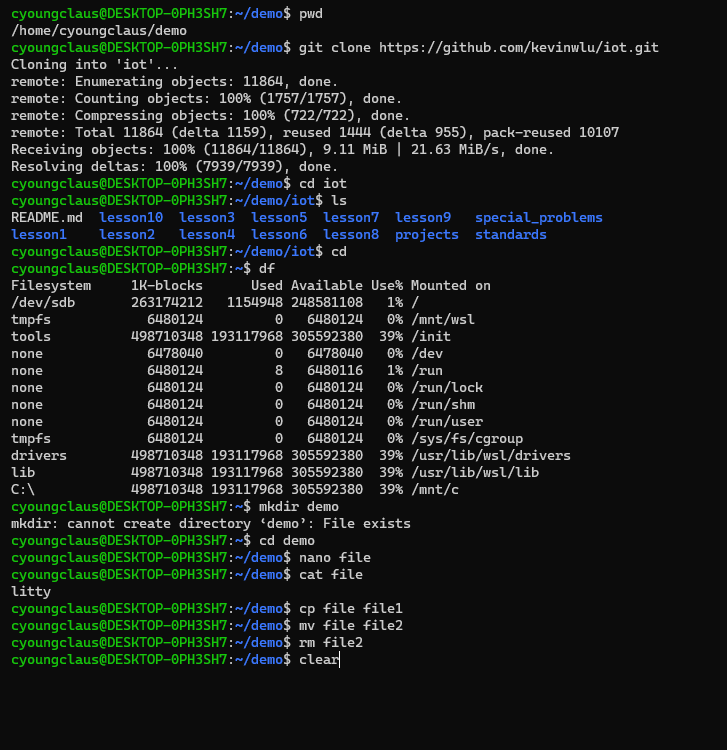 cyoungclaus@DESKTOP-0PH3SH7:~/demo$ pwd
/home/cyoungclaus/demo
cyoungclaus@DESKTOP-0PH3SH7:~/demo$ git clone https://github.com/kevinwlu/iot.git
Cloning into 'iot'...
remote: Enumerating objects: 11864, done.
remote: Counting objects: 100% (1757/1757), done.
remote: Compressing objects: 100% (722/722), done.
remote: Total 11864 (delta 1159), reused 1444 (delta 955), pack-reused 10107
Receiving objects: 100% (11864/11864), 9.11 MiB | 21.63 MiB/s, done.
Resolving deltas: 100% (7939/7939), done.
cyoungclaus@DESKTOP-0PH3SH7:~/demo$ cd iot
cyoungclaus@DESKTOP-0PH3SH7:~/demo/iot$ ls
README.md  lesson10  lesson3  lesson5  lesson7  lesson9   special_problems
lesson1    lesson2   lesson4  lesson6  lesson8  projects  standards
cyoungclaus@DESKTOP-0PH3SH7:~/demo/iot$ cd
cyoungclaus@DESKTOP-0PH3SH7:~$ df
Filesystem     1K-blocks      Used Available Use% Mounted on
/dev/sdb       263174212   1154948 248581108   1% /
tmpfs            6480124         0   6480124   0% /mnt/wsl
tools          498710348 193117968 305592380  39% /init
none             6478040         0   6478040   0% /dev
none             6480124         8   6480116   1% /run
none             6480124         0   6480124   0% /run/lock
none             6480124         0   6480124   0% /run/shm
none             6480124         0   6480124   0% /run/user
tmpfs            6480124         0   6480124   0% /sys/fs/cgroup
drivers        498710348 193117968 305592380  39% /usr/lib/wsl/drivers
lib            498710348 193117968 305592380  39% /usr/lib/wsl/lib
C:\            498710348 193117968 305592380  39% /mnt/c
cyoungclaus@DESKTOP-0PH3SH7:~$ mkdir demo
mkdir: cannot create directory ‘demo’: File exists
cyoungclaus@DESKTOP-0PH3SH7:~$ cd demo
cyoungclaus@DESKTOP-0PH3SH7:~/demo$ nano file
cyoungclaus@DESKTOP-0PH3SH7:~/demo$ cat file
litty
cyoungclaus@DESKTOP-0PH3SH7:~/demo$ cp file file1
cyoungclaus@DESKTOP-0PH3SH7:~/demo$ mv file file2
cyoungclaus@DESKTOP-0PH3SH7:~/demo$ rm file2
cyoungclaus@DESKTOP-0PH3SH7:~/demo$ clear